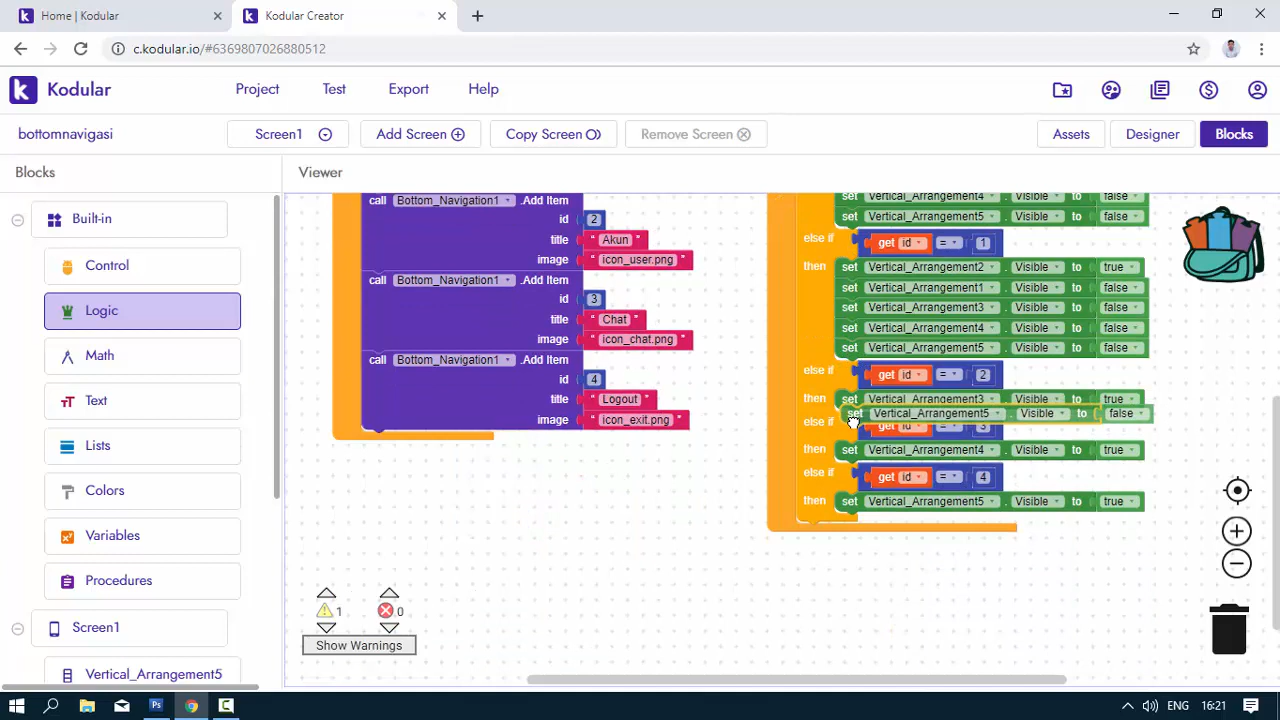 Home | Kodular
Kodular Creator
c.kodular.io/#6369807026880512
Kodular
Project
Test
Export
Help
bottomnavigasi
Screen1
Add Screen
Copy Screen
Remove Screen
Assets
Designer
Blocks
Blocks
Viewer
Built-in
Control
Logic
Math
Text
Lists
Colors
Variables
Procedures
Screen1
Vertical_Arrangement5
call Bottom_Navigation1 .Add Item
id 2
title " Akun "
image " icon_user.png "
call Bottom_Navigation1 .Add Item
id 3
title " Chat "
image " icon_chat.png "
call Bottom_Navigation1 .Add Item
id 4
title " Logout "
image " icon_exit.png "
set Vertical_Arrangement4 . Visible to false
set Vertical_Arrangement5 . Visible to false
else if get id = 1
then set Vertical_Arrangement2 . Visible to true
set Vertical_Arrangement1 . Visible to false
set Vertical_Arrangement3 . Visible to false
set Vertical_Arrangement4 . Visible to false
set Vertical_Arrangement5 . Visible to false
else if get id = 2
then set Vertical_Arrangement3 . Visible to true
set Vertical_Arrangement5 . Visible to false
else if get id = 3
then set Vertical_Arrangement4 . Visible to true
else if get id = 4
then set Vertical_Arrangement5 . Visible to true
1
0
Show Warnings
Ps
ENG
16:21